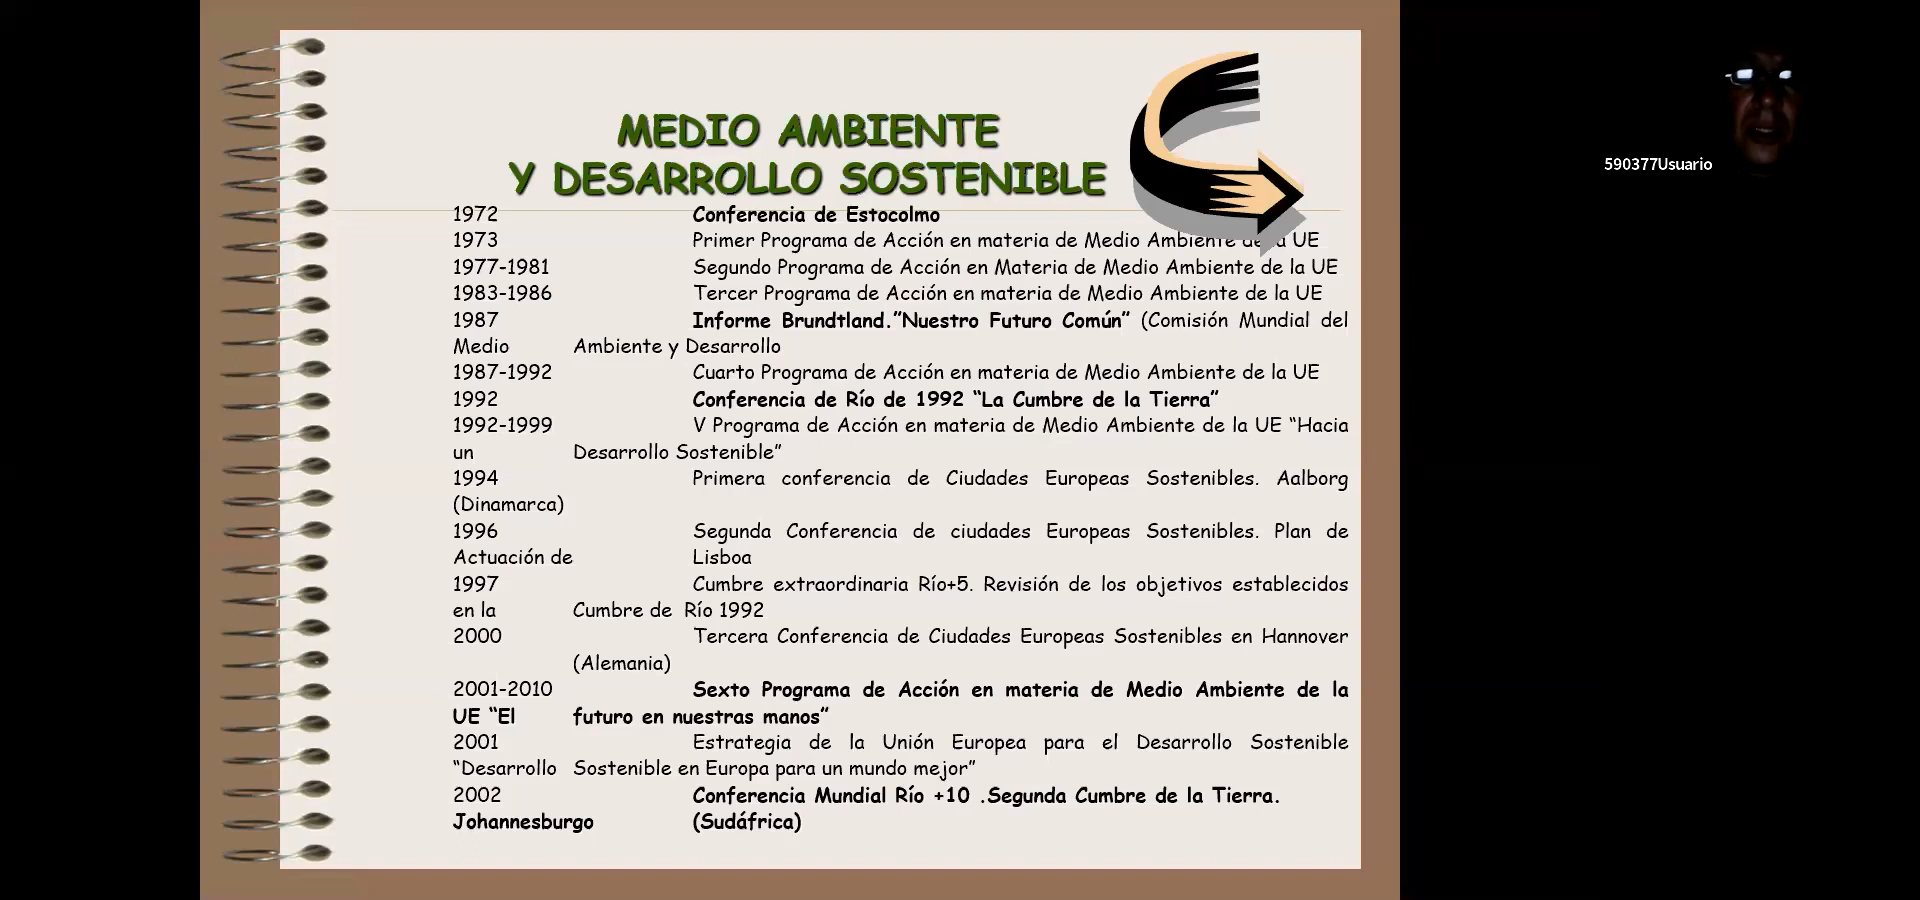 MEDIO AMBIENTE
Y DESARROLLO SOSTENIBLE
1972 Conferencia de Estocolmo
1973 Primer Programa de Acción en materia de Medio Ambiente de la UE
1977-1981 Segundo Programa de Acción en Materia de Medio Ambiente de la UE
1983-1986 Tercer Programa de Acción en materia de Medio Ambiente de la UE
1987 Informe Brundtland.”Nuestro Futuro Común” (Comisión Mundial del
Medio Ambiente y Desarrollo
1987-1992 Cuarto Programa de Acción en materia de Medio Ambiente de la UE
1992 Conferencia de Río de 1992 “La Cumbre de la Tierra”
1992-1999 V Programa de Acción en materia de Medio Ambiente de la UE “Hacia
un Desarrollo Sostenible”
1994 Primera conferencia de Ciudades Europeas Sostenibles. Aalborg
(Dinamarca)
1996 Segunda Conferencia de ciudades Europeas Sostenibles. Plan de
Actuación de Lisboa
1997 Cumbre extraordinaria Río+5. Revisión de los objetivos establecidos
en la Cumbre de Río 1992
2000 Tercera Conferencia de Ciudades Europeas Sostenibles en Hannover
(Alemania)
2001-2010 Sexto Programa de Acción en materia de Medio Ambiente de la
UE “El futuro en nuestras manos”
2001 Estrategia de la Unión Europea para el Desarrollo Sostenible
“Desarrollo Sostenible en Europa para un mundo mejor”
2002 Conferencia Mundial Río +10 .Segunda Cumbre de la Tierra.
Johannesburgo (Sudáfrica)
590377Usuario